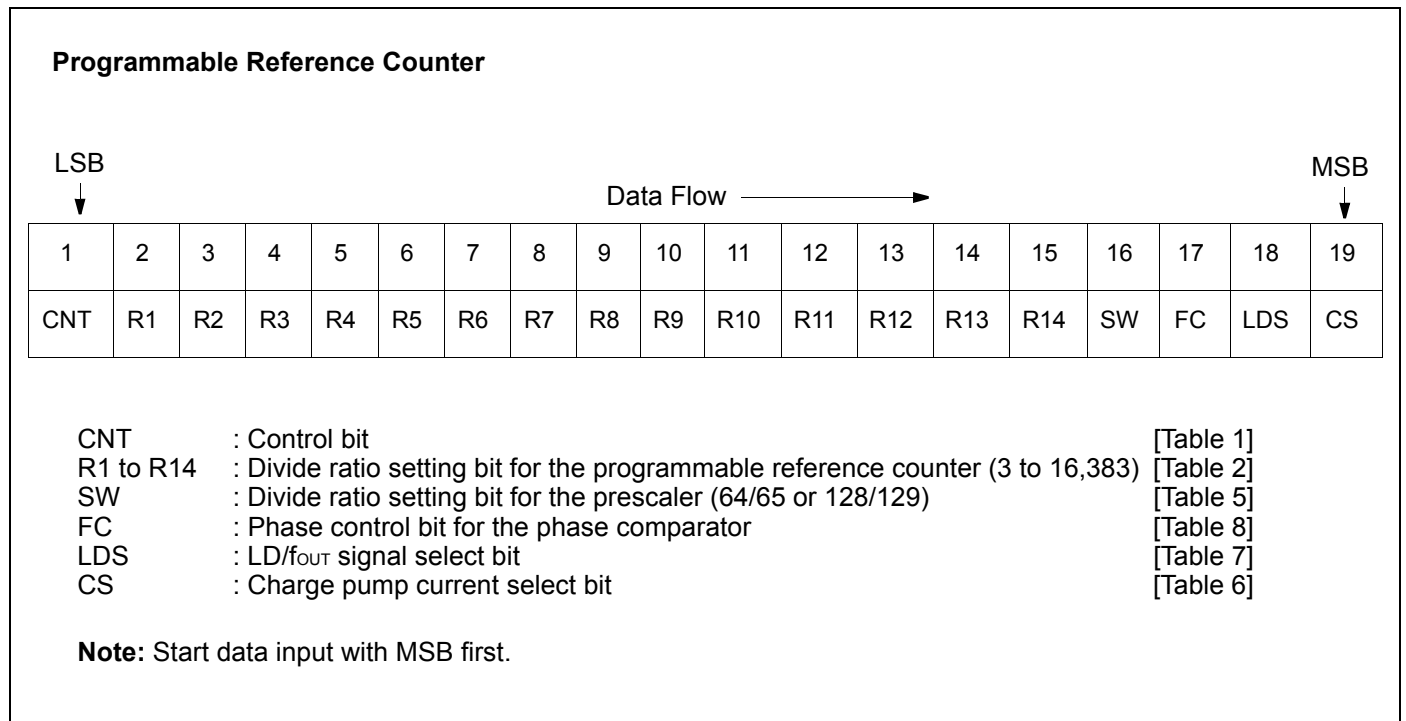 Programmable Reference Counter
LSB
MSB
Data Flow
1 2 3 4 5 6 7 8 9 10 11 12 13 14 15 16 17 18 19
CNT R1 R2 R3 R4 R5 R6 R7 R8 R9 R10 R11 R12 R13 R14 SW FC LDS CS
CNT : Control bit [Table 1]
R1 to R14 : Divide ratio setting bit for the programmable reference counter (3 to 16,383) [Table 2]
SW : Divide ratio setting bit for the prescaler (64/65 or 128/129) [Table 5]
FC : Phase control bit for the phase comparator [Table 8]
LDS : LD/fOUT signal select bit [Table 7]
CS : Charge pump current select bit [Table 6]
Note: Start data input with MSB first.